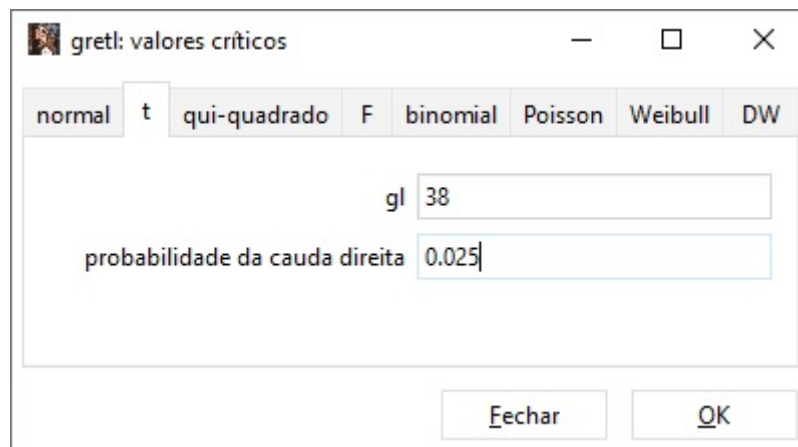 gretl: valores críticos
normal t qui-quadrado F binomial Poisson Weibull DW
gl 38
probabilidade da cauda direita 0.025
Fechar OK